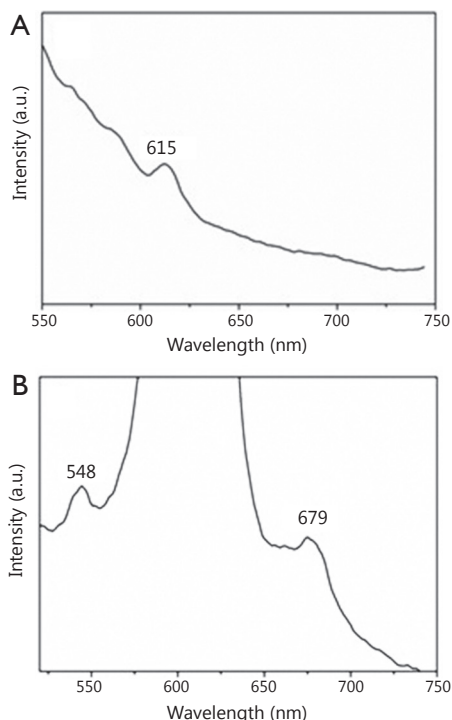 A
Intensity (a.u.)
615
550 600 650 700 750
Wavelength (nm)
B
Intensity (a.u.)
548
679
550 600 650 700 750
Wavelength (nm)